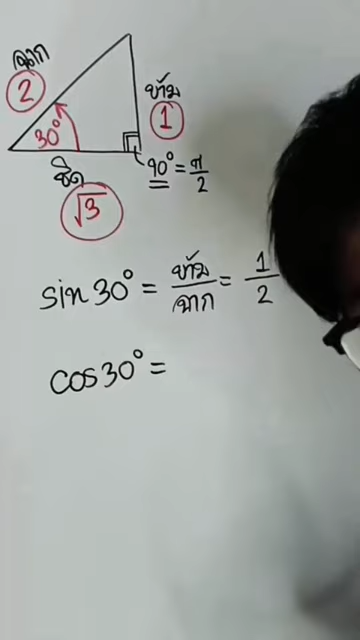 ฉาก
2
ข้าม
1
30°
90° = π/2
ชิด
√3
sin 30° = ข้าม/ฉาก = 1/2
cos 30° =